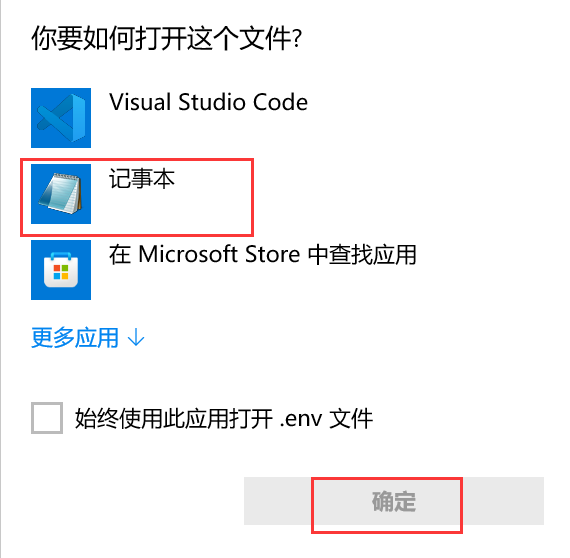 你要如何打开这个文件?
Visual Studio Code
记事本
在 Microsoft Store 中查找应用
更多应用 ↓
始终使用此应用打开 .env 文件
确定